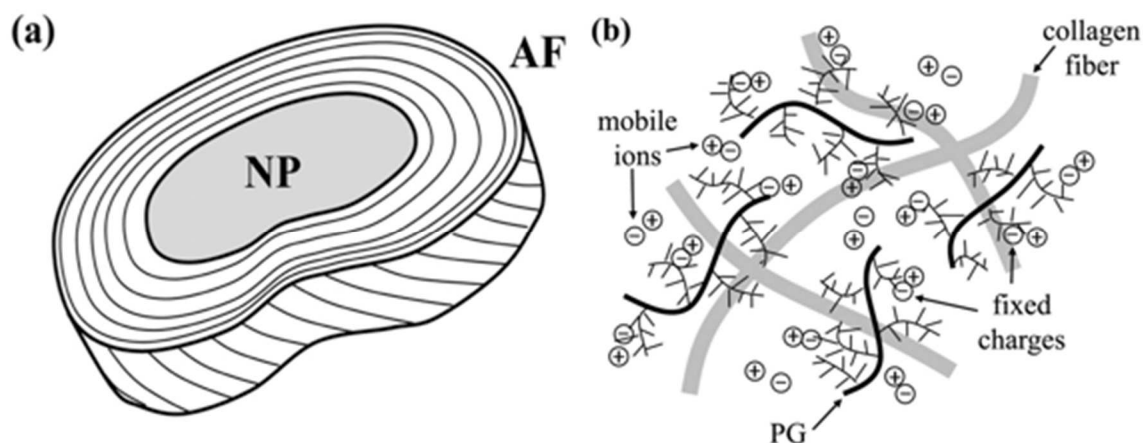 (a)
AF
NP
(b)
collagen
fiber
mobile
ions
fixed
charges
PG